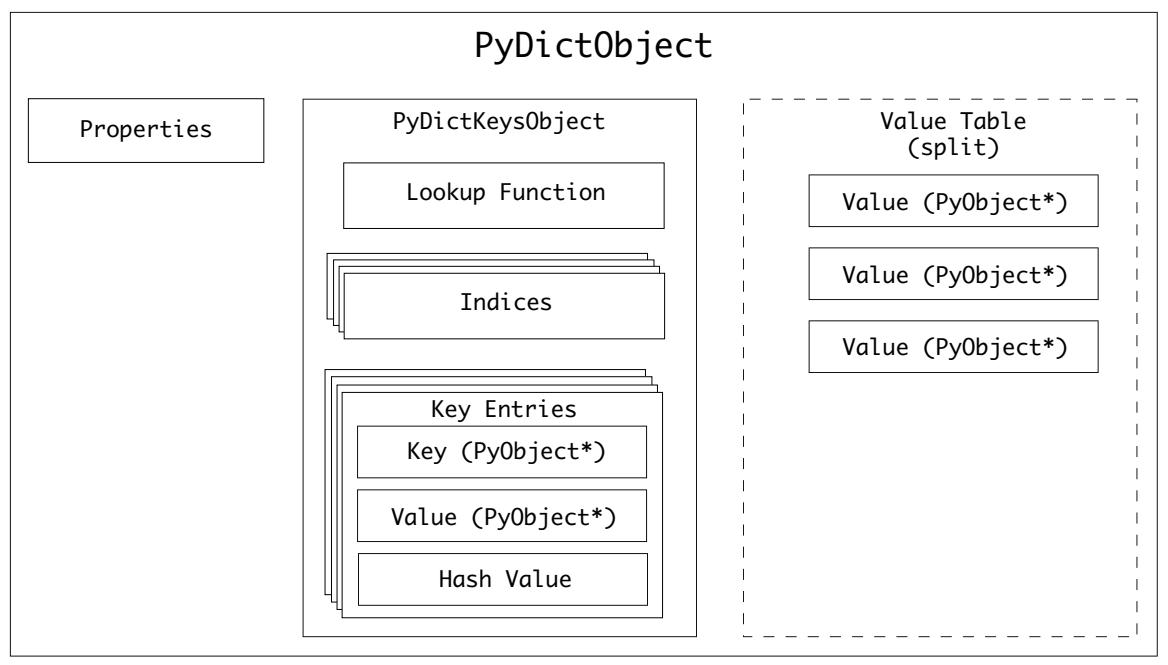 PyDictObject
Properties
PyDictKeysObject
Lookup Function
Indices
Key Entries
Key (PyObject*)
Value (PyObject*)
Hash Value
Value Table
(split)
Value (PyObject*)
Value (PyObject*)
Value (PyObject*)